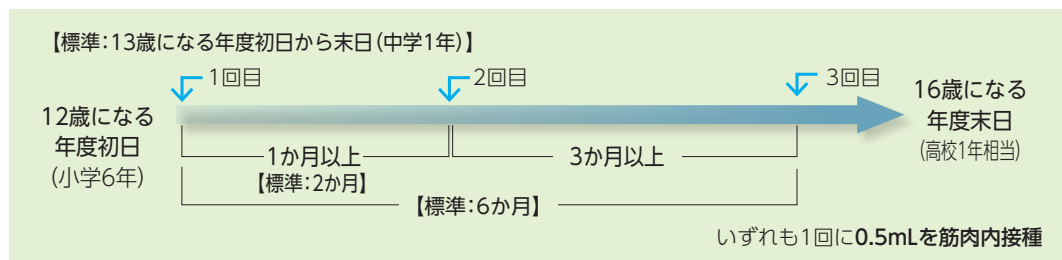 【標準:13歳になる年度初日から末日(中学1年)】
1回目
2回目
3回目
12歳になる
年度初日
(小学6年)
16歳になる
年度末日
(高校1年相当)
1か月以上
【標準:2か月】
3か月以上
【標準:6か月】
いずれも1回に0.5mLを筋肉内接種